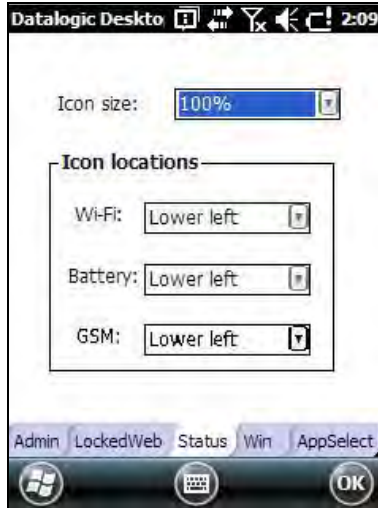 Datalogic Deskto 2:09
Icon size: 100%
Icon locations
Wi-Fi: Lower left
Battery: Lower left
GSM: Lower left
Admin LockedWeb Status Win AppSelect
OK